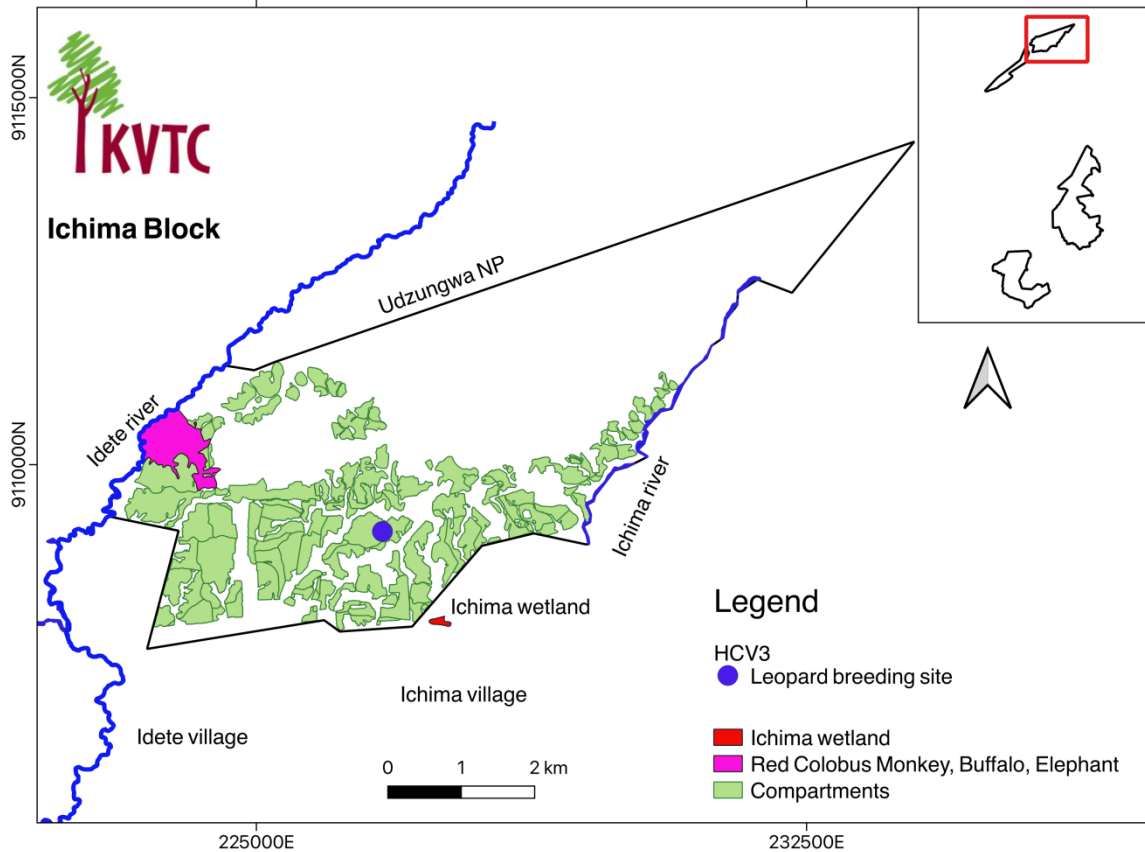 KVTC
Ichima Block
9115000N
9110000N
Udzungwa NP
Idete river
Ichima river
Ichima wetland
Ichima village
Idete village
0 1 2 km
Legend
HCV3
Leopard breeding site
Ichima wetland
Red Colobus Monkey, Buffalo, Elephant
Compartments
225000E
232500E